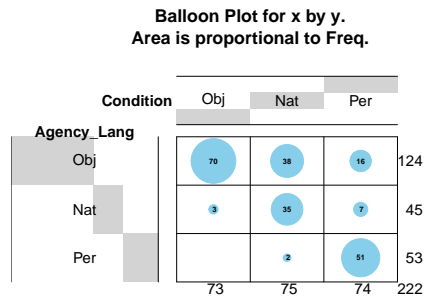 Balloon Plot for x by y.
Area is proportional to Freq.
Condition Obj Nat Per
Agency_Lang
Obj 70 38 16 124
Nat 3 35 7 45
Per 2 51 53
73 75 74 222